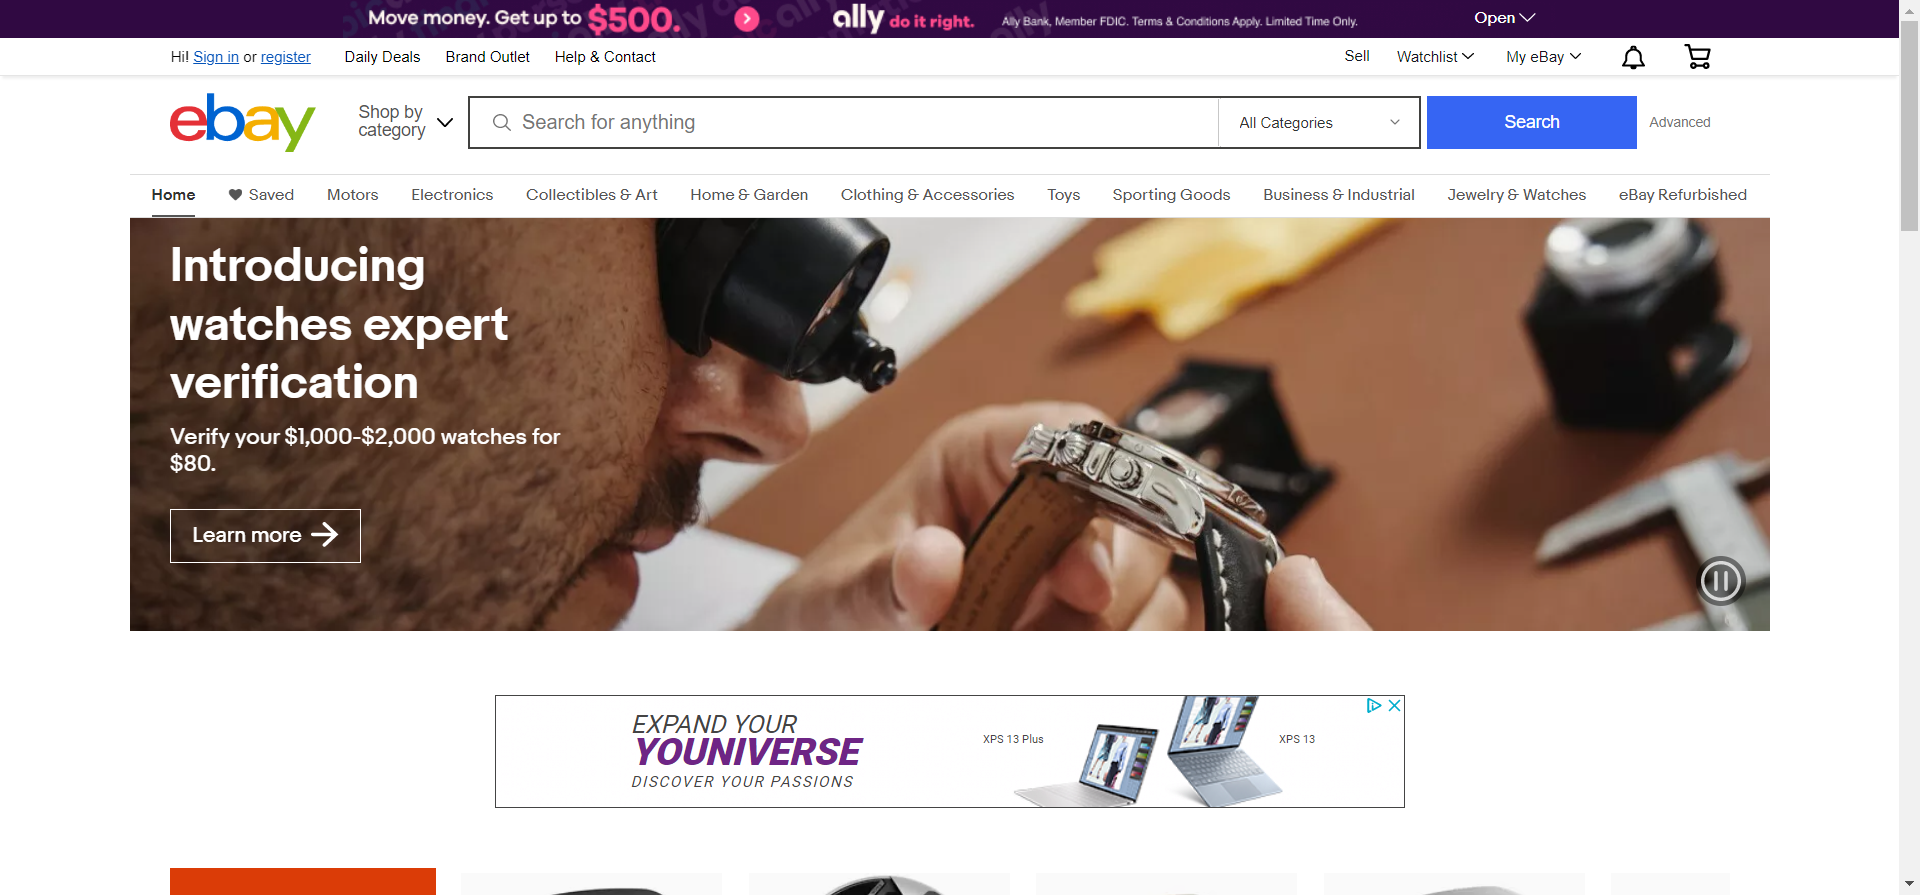 Move money. Get up to $500.
ally do it right.
Ally Bank, Member FDIC. Terms & Conditions Apply. Limited Time Only.
Open
Hi! Sign in or register
Daily Deals
Brand Outlet
Help & Contact
Sell
Watchlist
My eBay
ebay
Shop by
category
Search for anything
All Categories
Search
Advanced
Home
Saved
Motors
Electronics
Collectibles & Art
Home & Garden
Clothing & Accessories
Toys
Sporting Goods
Business & Industrial
Jewelry & Watches
eBay Refurbished
Introducing
watches expert
verification
Verify your $1,000-$2,000 watches for
$80.
Learn more
EXPAND YOUR
YOUNIVERSE
DISCOVER YOUR PASSIONS
XPS 13 Plus
XPS 13